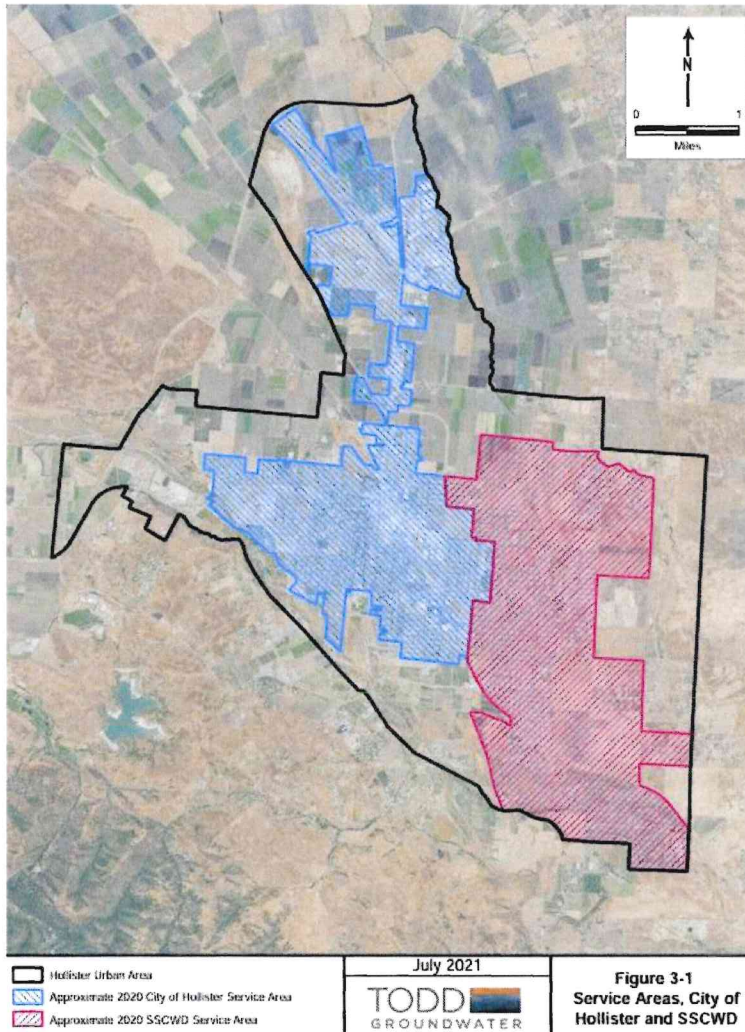 N
0 1
Miles
Hollister Urban Area
Approximate 2020 City of Hollister Service Area
Approximate 2020 SSCWD Service Area
July 2021
TODD
GROUNDWATER
Figure 3-1
Service Areas, City of
Hollister and SSCWD